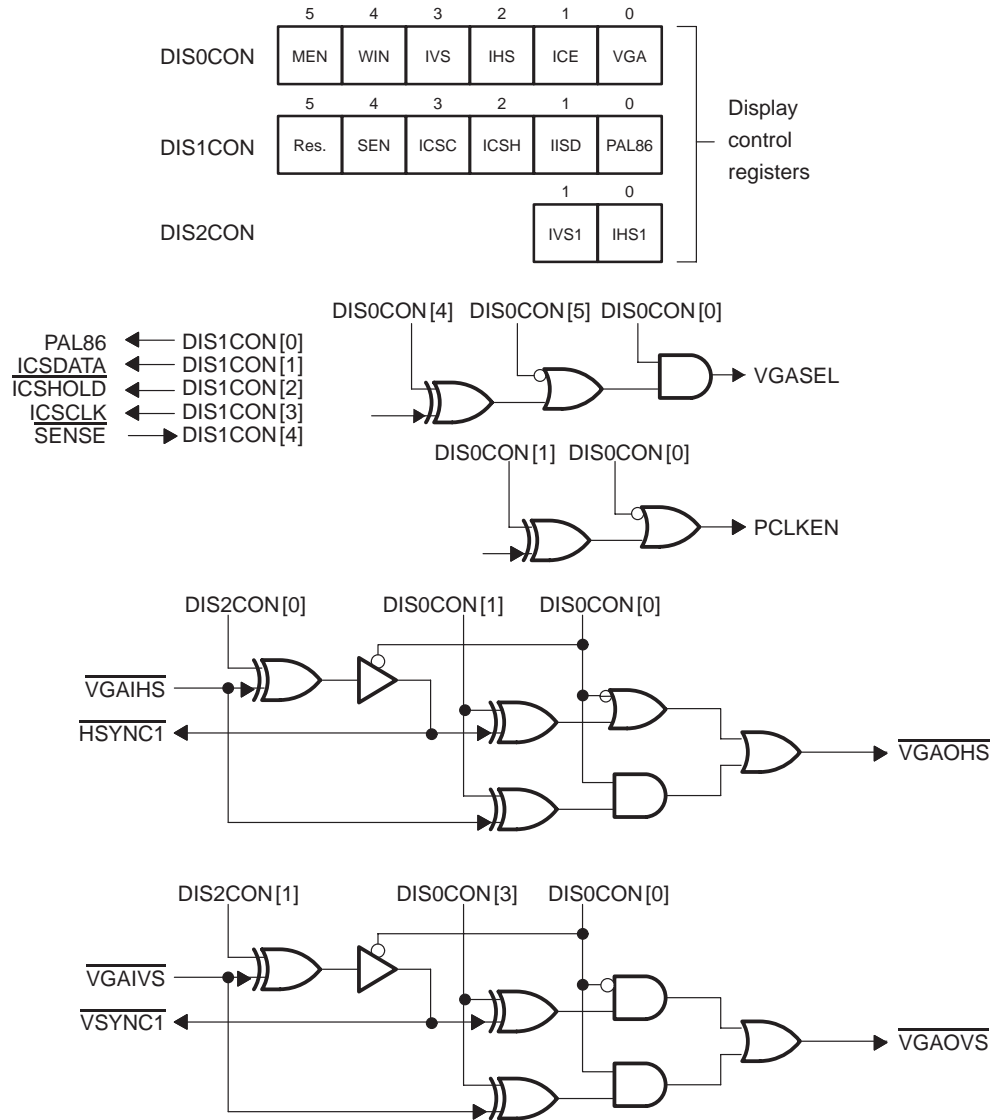 5 4 3 2 1 0
DIS0CON MEN WIN IVS IHS ICE VGA
5 4 3 2 1 0
DIS1CON Res. SEN ICSC ICSH IISD PAL86
1 0
DIS2CON IVS1 IHS1
Display
control
registers
PAL86 DIS1CON[0]
ICSDATA DIS1CON[1]
ICSHOLD DIS1CON[2]
ICSCLK DIS1CON[3]
SENSE DIS1CON[4]
DIS0CON[4] DIS0CON[5] DIS0CON[0]
VGASEL
DIS0CON[1] DIS0CON[0]
PCLKEN
DIS2CON[0] DIS0CON[1] DIS0CON[0]
VGAIHS
HSYNC1
VGAOHS
DIS2CON[1] DIS0CON[3] DIS0CON[0]
VGAIVS
VSYNC1
VGAOVS